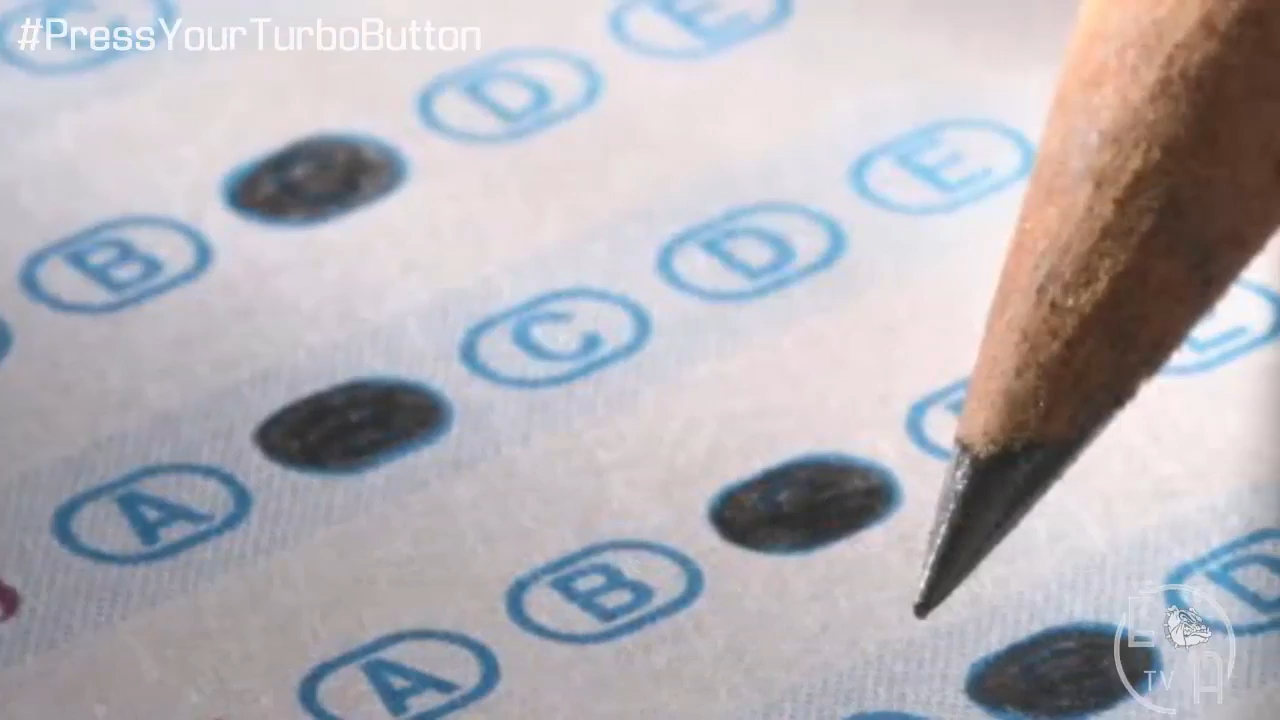 #PressYourTurboButton
C
B D E
A C D E
A B
D
E A
TV